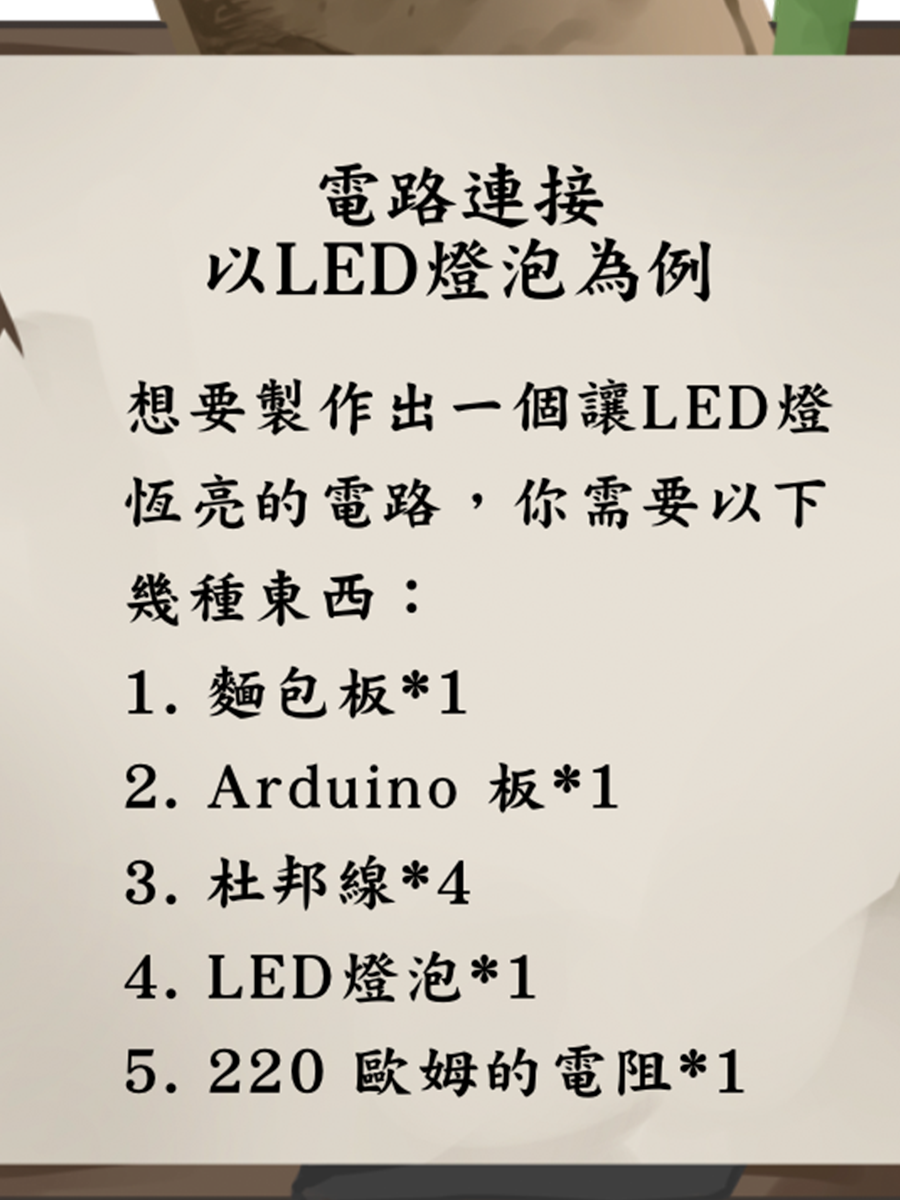 電路連接
以LED燈泡為例
想要製作出一個讓LED燈
恆亮的電路，你需要以下
幾種東西：
1. 麵包板*1
2. Arduino 板*1
3. 杜邦線*4
4. LED燈泡*1
5. 220 歐姆的電阻*1